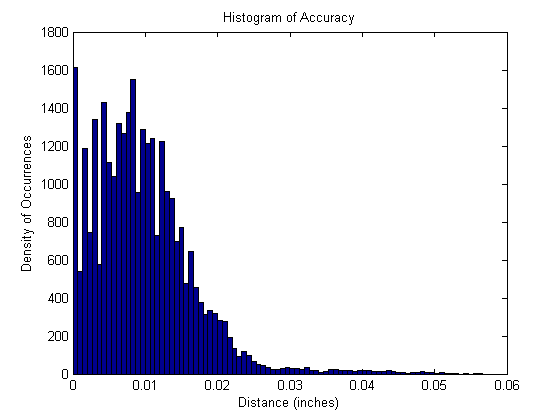 Histogram of Accuracy
1800
1600
1400
1200
1000
800
600
400
200
0
Density of Occurrences
0 0.01 0.02 0.03 0.04 0.05 0.06
Distance (inches)